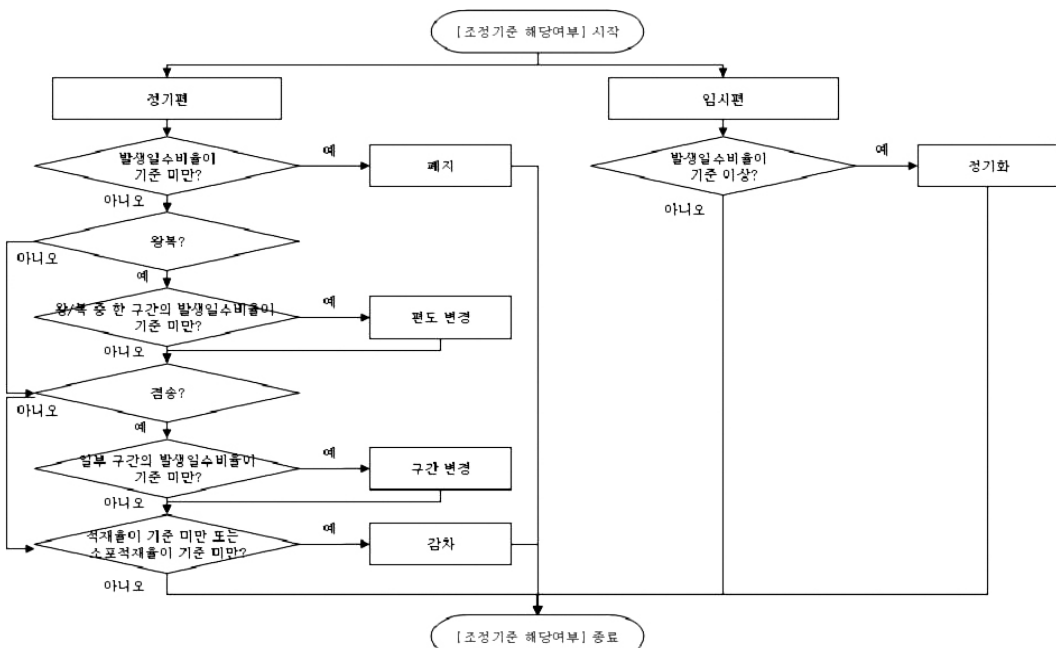 [조정기준 해당여부] 시작
정기편
임시편
발생일수비율이
기준 미만?
예
폐지
발생일수비율이
기준 이상?
예
정기화
아니오
아니오
왕복?
아니오
예
왕/복 중 한 구간의 발생일수비율이
기준 미만?
예
편도 변경
아니오
겸송?
아니오
예
일부 구간의 발생일수비율이
기준 미만?
예
구간 변경
아니오
적재율이 기준 미만 또는
소포적재율이 기준 미만?
예
감차
아니오
[조정기준 해당여부] 종료